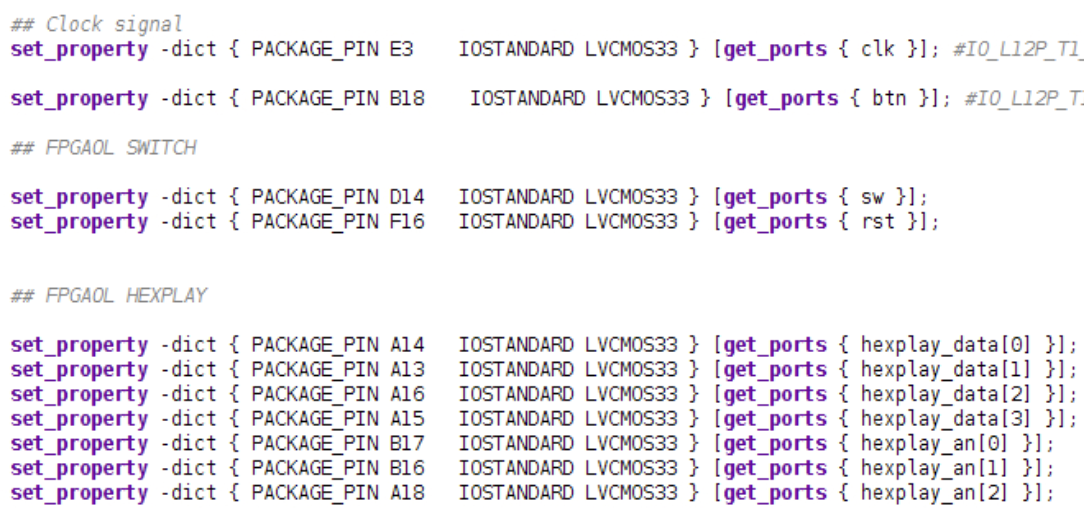 ## Clock signal
set_property -dict { PACKAGE_PIN E3 IOSTANDARD LVCMOS33 } [get_ports { clk }]; #IO_L12P_T1_
set_property -dict { PACKAGE_PIN B18 IOSTANDARD LVCMOS33 } [get_ports { btn }]; #IO_L12P_T1
## FPGAOL SWITCH
set_property -dict { PACKAGE_PIN D14 IOSTANDARD LVCMOS33 } [get_ports { sw }];
set_property -dict { PACKAGE_PIN F16 IOSTANDARD LVCMOS33 } [get_ports { rst }];
## FPGAOL HEXPLAY
set_property -dict { PACKAGE_PIN A14 IOSTANDARD LVCMOS33 } [get_ports { hexplay_data[0] }];
set_property -dict { PACKAGE_PIN A13 IOSTANDARD LVCMOS33 } [get_ports { hexplay_data[1] }];
set_property -dict { PACKAGE_PIN A16 IOSTANDARD LVCMOS33 } [get_ports { hexplay_data[2] }];
set_property -dict { PACKAGE_PIN A15 IOSTANDARD LVCMOS33 } [get_ports { hexplay_data[3] }];
set_property -dict { PACKAGE_PIN B17 IOSTANDARD LVCMOS33 } [get_ports { hexplay_an[0] }];
set_property -dict { PACKAGE_PIN B16 IOSTANDARD LVCMOS33 } [get_ports { hexplay_an[1] }];
set_property -dict { PACKAGE_PIN A18 IOSTANDARD LVCMOS33 } [get_ports { hexplay_an[2] }];